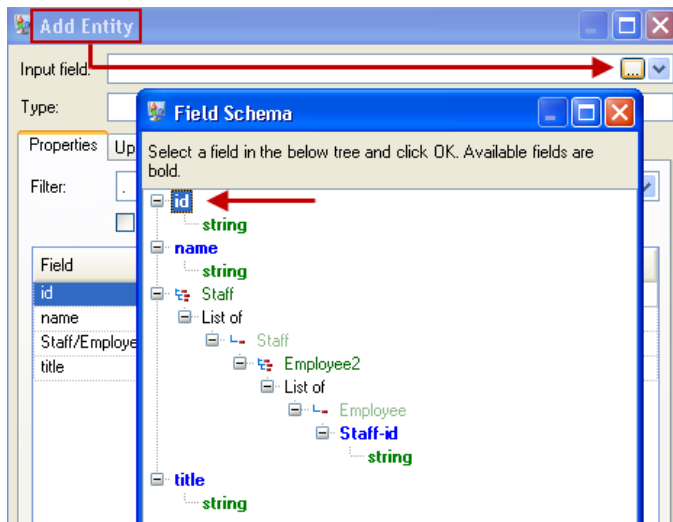 Add Entity
Input field:
...
Type:
Field Schema
Properties
Up
Select a field in the below tree and click OK. Available fields are
bold.
Filter:
.
id
string
name
string
Staff
List of
Staff
Employee2
List of
Employee
Staff-id
string
title
string
Field
id
name
Staff/Employe
title